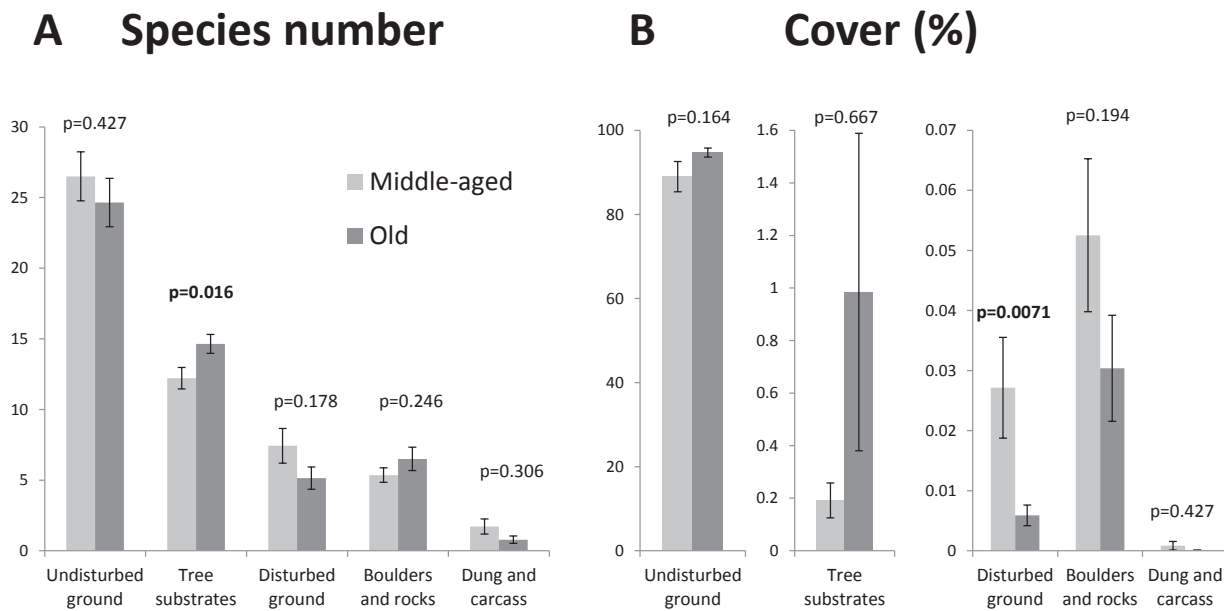 A Species number
30
25
20
15
10
5
0
p=0.427
p=0.016
p=0.178
p=0.246
p=0.306
Middle-aged
Old
Undisturbed
ground
Tree
substrates
Disturbed
ground
Boulders
and rocks
Dung and
carcass
B Cover (%)
100
80
60
40
20
0
p=0.164
Undisturbed
ground
1.6
1.4
1.2
1
0.8
0.6
0.4
0.2
0
p=0.667
Tree
substrates
0.07
0.06
0.05
0.04
0.03
0.02
0.01
0
p=0.0071
p=0.194
p=0.427
Disturbed
ground
Boulders
and rocks
Dung and
carcass